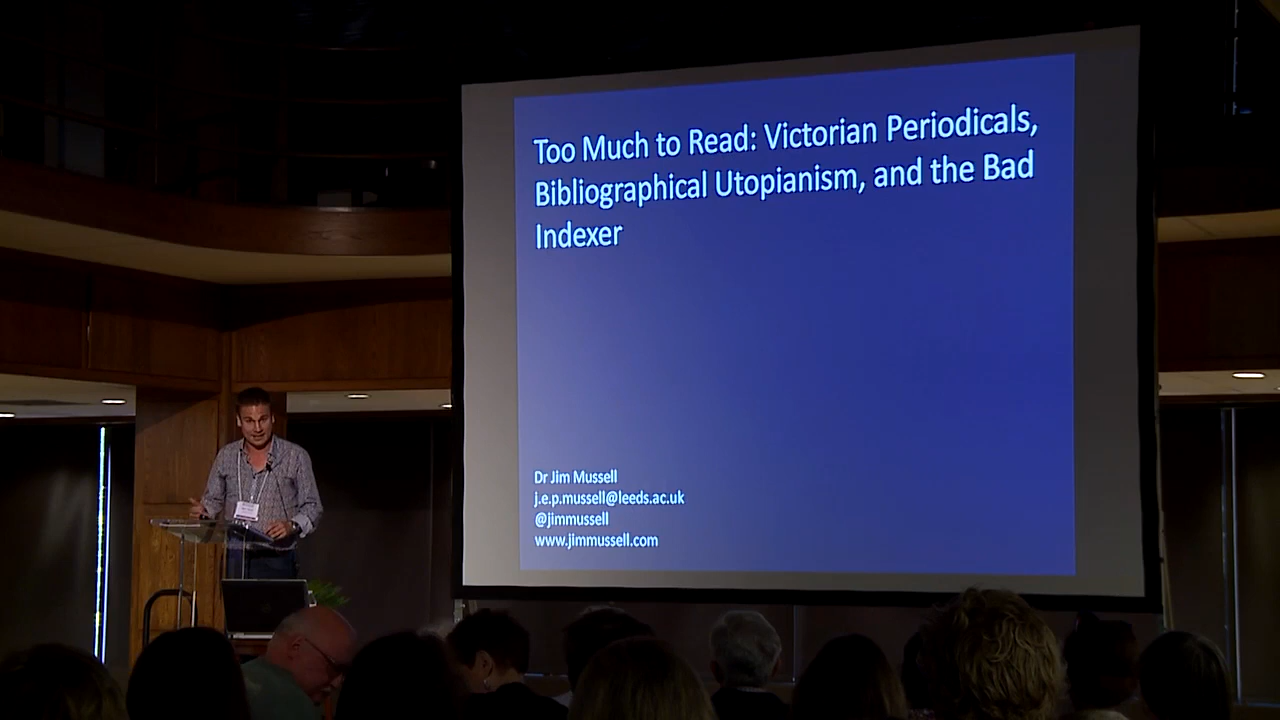 Too Much to Read: Victorian Periodicals,
Bibliographical Utopianism, and the Bad
Indexer
Dr Jim Mussell
j.e.p.mussell@leeds.ac.uk
@jimmussell
www.jimmussell.com